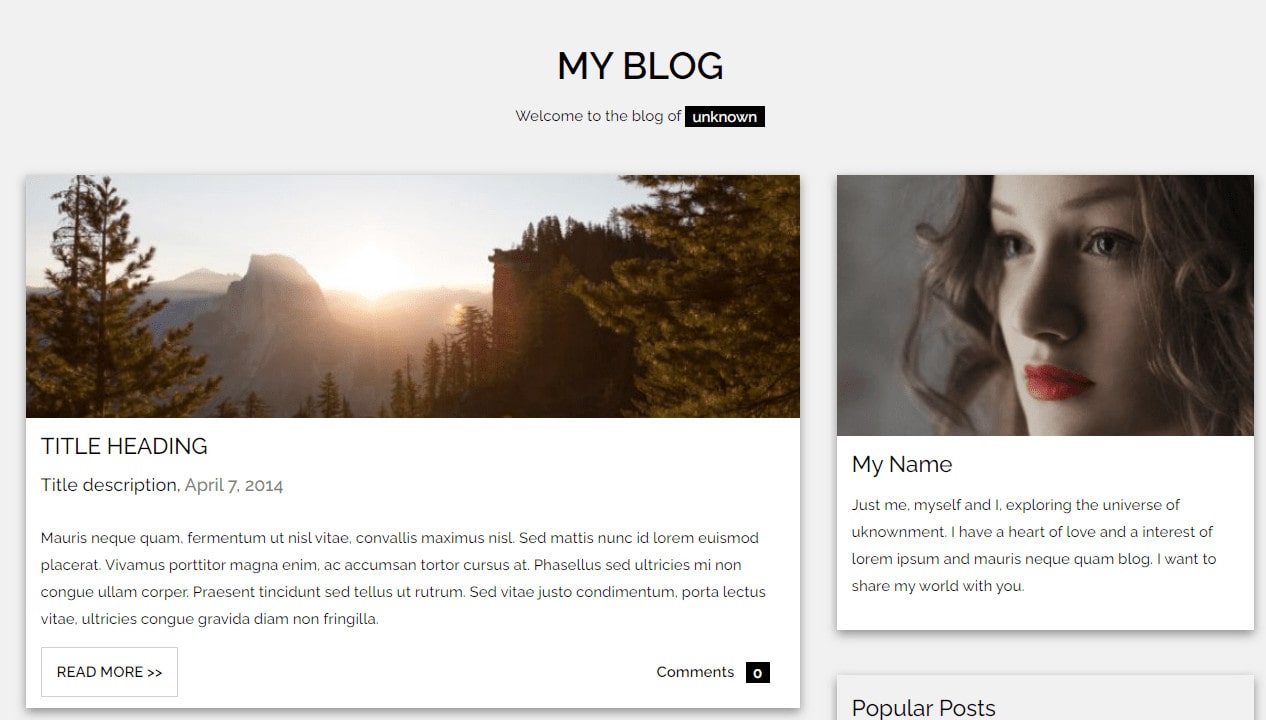 MY BLOG
Welcome to the blog of unknown
TITLE HEADING
Title description, April 7, 2014
Mauris neque quam, fermentum ut nisl vitae, convallis maximus nisl. Sed mattis nunc id lorem euismod
placerat. Vivamus porttitor magna enim, ac accumsan tortor cursus at. Phasellus sed ultricies mi non
congue ullam corper. Praesent tincidunt sed tellus ut rutrum. Sed vitae justo condimentum, porta lectus
vitae, ultricies congue gravida diam non fringilla.
READ MORE >>
Comments 0
My Name
Just me, myself and I, exploring the universe of
uknownment. I have a heart of love and a interest of
lorem ipsum and mauris neque quam blog. I want to
share my world with you.
Popular Posts